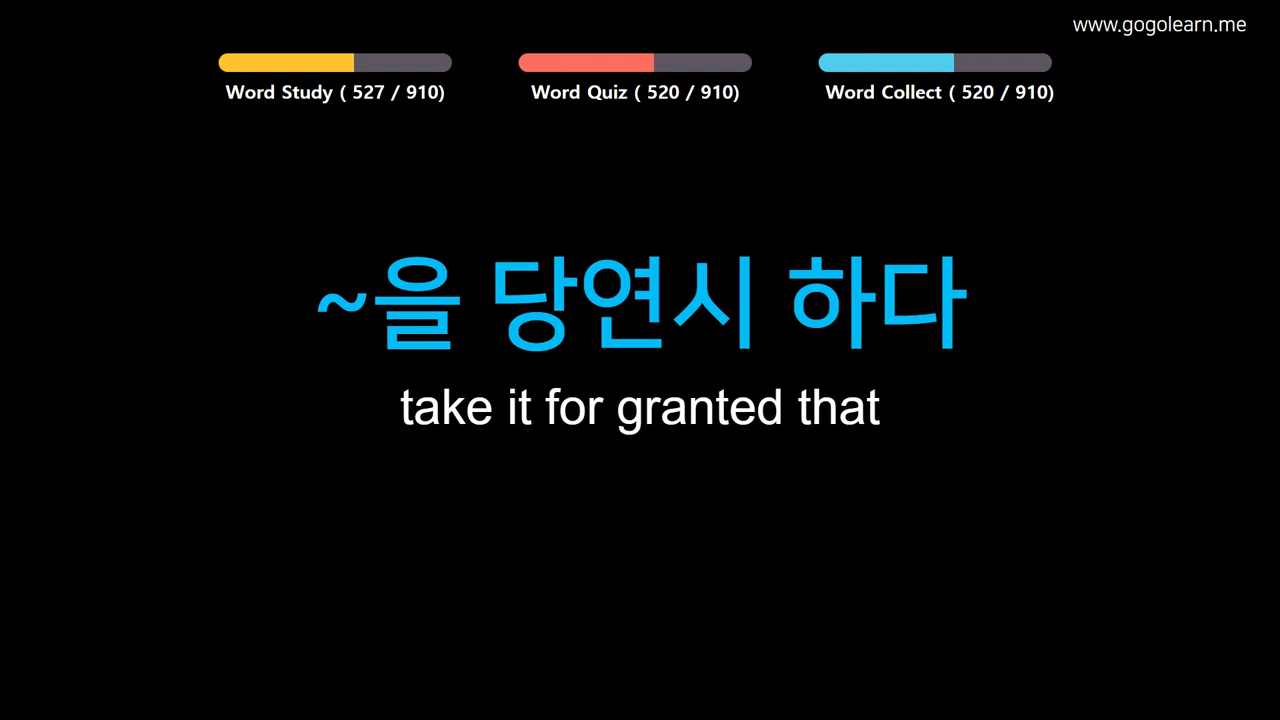 www.gogolearn.me
Word Study ( 527 / 910)
Word Quiz ( 520 / 910)
Word Collect ( 520 / 910)
~을 당연시 하다
take it for granted that